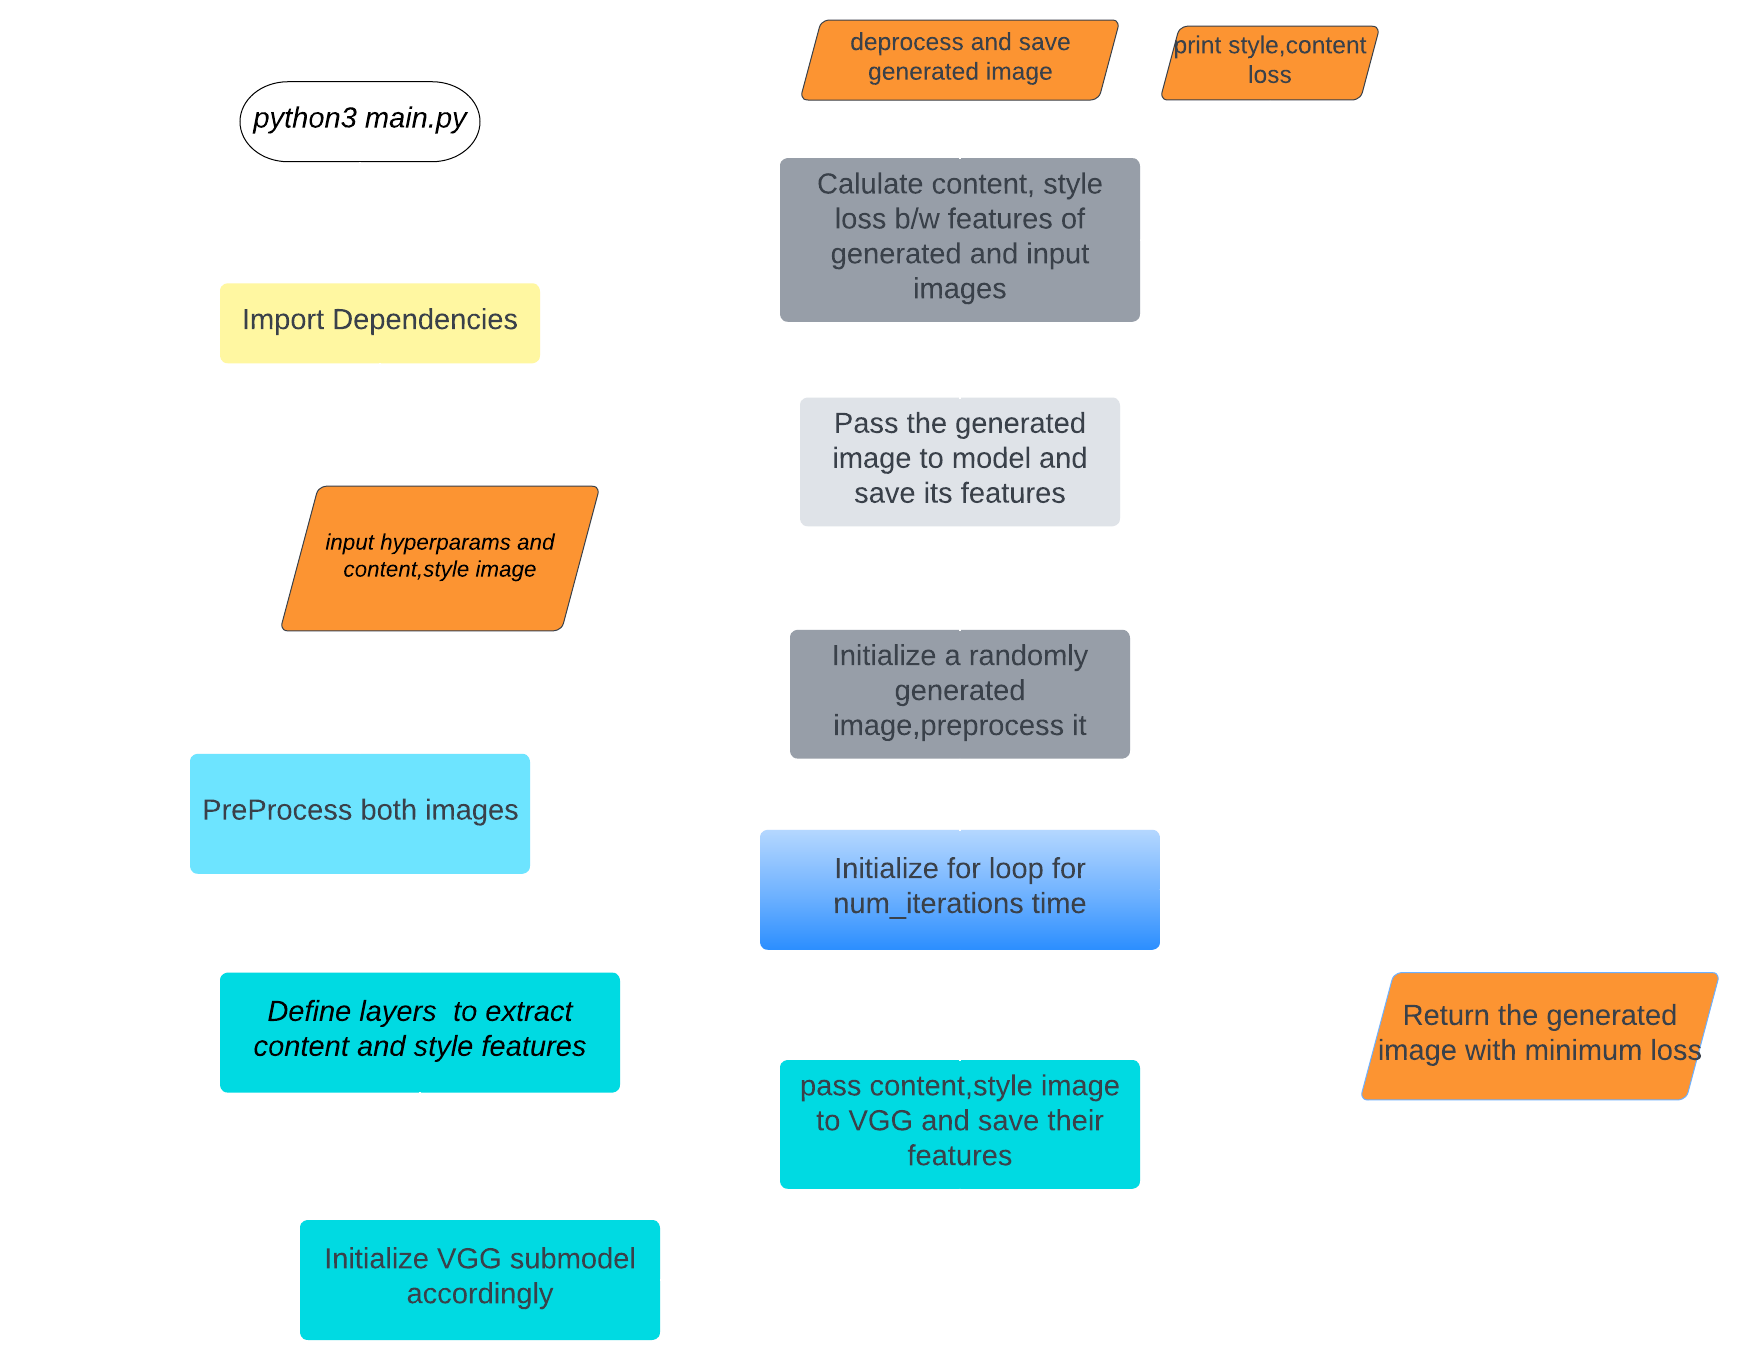 python3 main.py
Import Dependencies
input hyperparams and
content,style image
PreProcess both images
Define layers  to extract
content and style features
Initialize VGG submodel
accordingly
deprocess and save
generated image
print style,content
loss
Calulate content, style
loss b/w features of
generated and input
images
Pass the generated
image to model and
save its features
Initialize a randomly
generated
image,preprocess it
Initialize for loop for
num_iterations time
pass content,style image
to VGG and save their
features
Return the generated
image with minimum loss